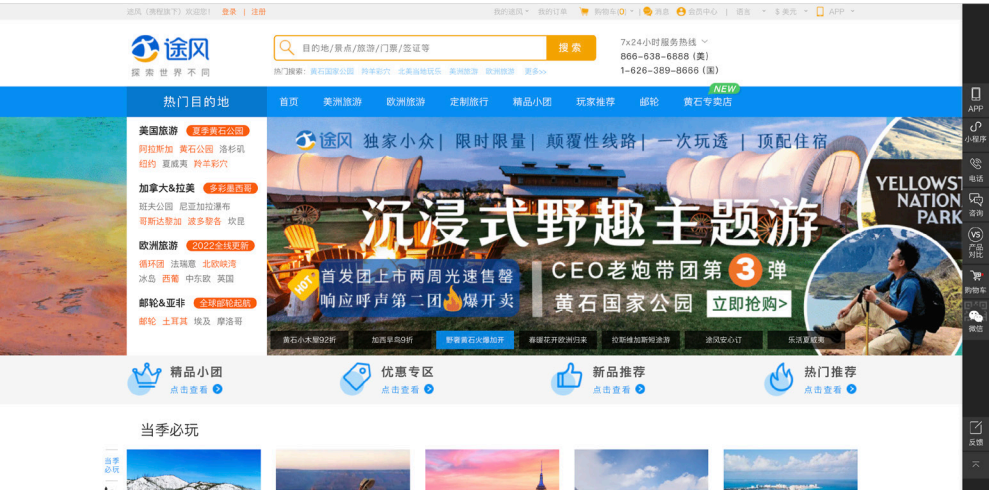 途风（携程旗下）欢迎您！ 登录 | 注册
我的途风 我的订单 购物车(0) | 消息 会员中心 | 语言 $ 美元 APP
途风
探索世界不同
目的地/景点/旅游/门票/签证等 搜索
热门搜索： 黄石国家公园 羚羊彩穴 北美当地玩乐 美洲旅游 欧洲旅游 更多>>
7x24小时服务热线
866-638-6888 (美)
1-626-389-8666 (国)
NEW
热门目的地 首页 美洲旅游 欧洲旅游 定制旅行 精品小团 玩家推荐 邮轮 黄石专卖店
美国旅游 夏季黄石公园
阿拉斯加 黄石公园 洛杉矶
纽约 夏威夷 羚羊彩穴
加拿大&拉美 多彩墨西哥
班夫公园 尼亚加拉瀑布
哥斯达黎加 波多黎各 坎昆
欧洲旅游 2022全线更新
循环团 法瑞意 北欧峡湾
冰岛 西葡 中东欧 英国
邮轮&亚非 全球邮轮起航
邮轮 土耳其 埃及 摩洛哥
途风 独家小众| 限时限量| 颠覆性线路| 一次玩透 | 顶配住宿
沉浸式野趣主题游
HOT 首发团上市两周光速售罄
响应呼声第二团爆开卖
CEO老炮带团第3弹
黄石国家公园 立即抢购>
YELLOWST
NATION
PARK
黄石小木屋92折 加西早鸟9折 野奢黄石火爆加开 春暖花开欧洲归来 拉斯维加斯短途游 途风安心订 乐活夏威夷
精品小团
点击查看
优惠专区
点击查看
新品推荐
点击查看
热门推荐
点击查看
当季必玩
当季
必玩
APP
小程序
电话
咨询
VS
产品
对比
购物车
微信
反馈